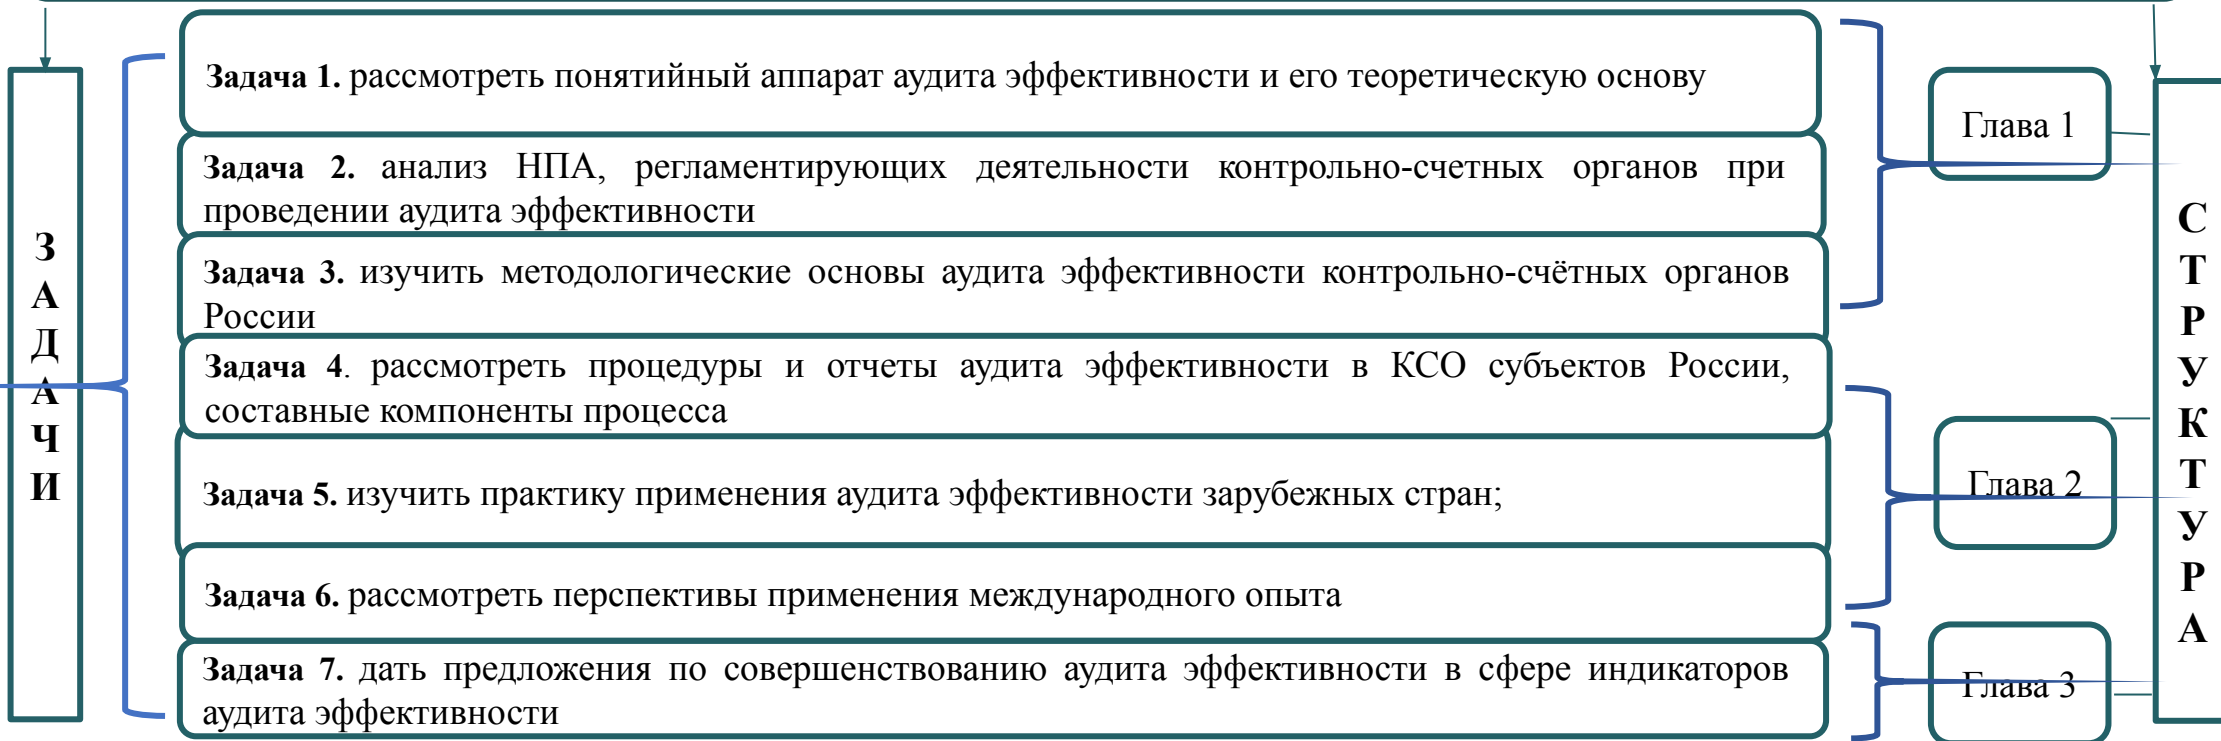 ЗАДАЧИ
Задача 1. рассмотреть понятийный аппарат аудита эффективности и его теоретическую основу
Задача 2. анализ НПА, регламентирующих деятельности контрольно-счетных органов при
проведении аудита эффективности
Задача 3. изучить методологические основы аудита эффективности контрольно-счётных органов
России
Задача 4. рассмотреть процедуры и отчеты аудита эффективности в КСО субъектов России,
составные компоненты процесса
Задача 5. изучить практику применения аудита эффективности зарубежных стран;
Задача 6. рассмотреть перспективы применения международного опыта
Задача 7. дать предложения по совершенствованию аудита эффективности в сфере индикаторов
аудита эффективности
Глава 1
Глава 2
Глава 3
СТРУКТУРА